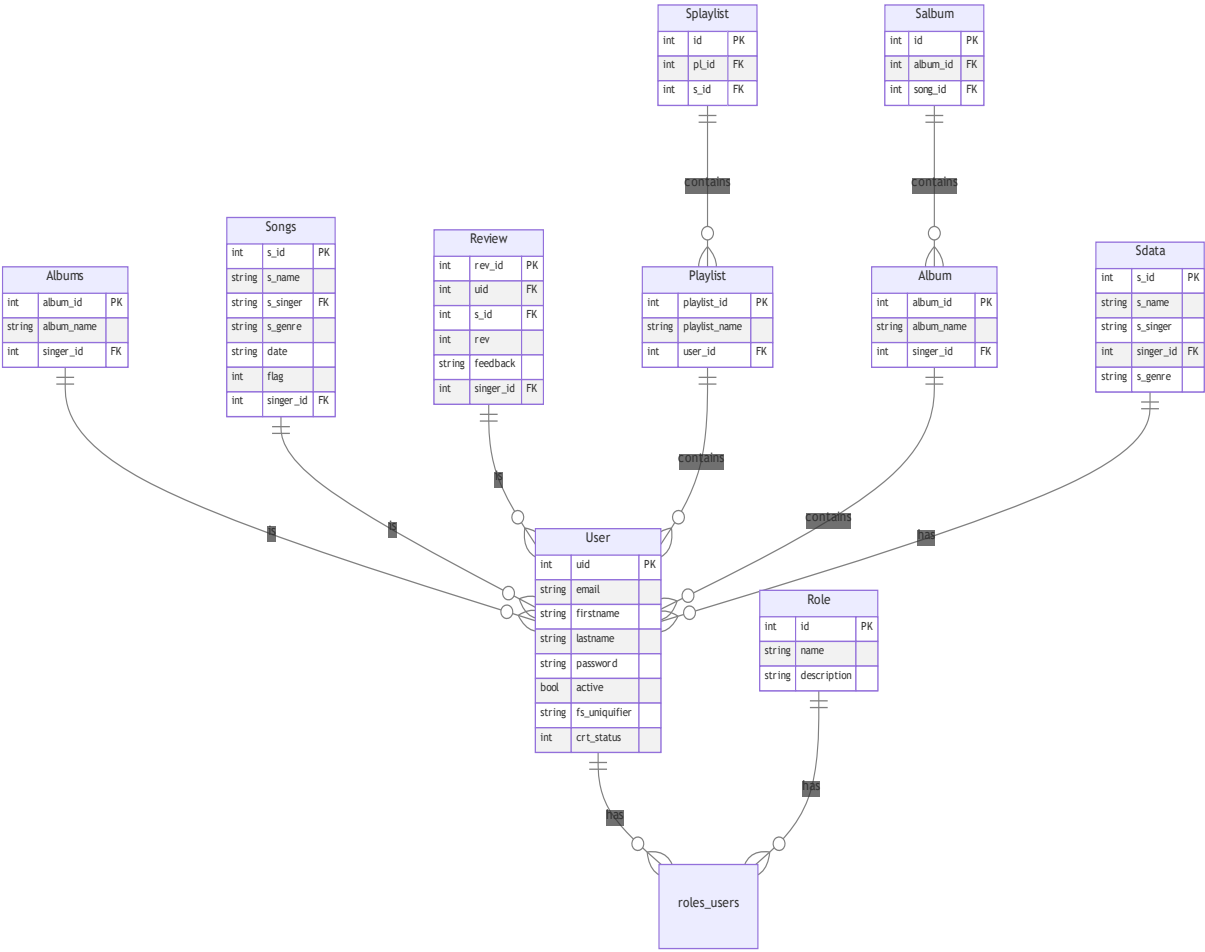 Splaylist
int id PK
int pl_id FK
int s_id FK
Salbum
int id PK
int album_id FK
int song_id FK
contains
contains
Albums
int album_id PK
string album_name
int singer_id FK
Songs
int s_id PK
string s_name
string s_singer FK
string s_genre
string date
int flag
int singer_id FK
Review
int rev_id PK
int uid FK
int s_id FK
int rev
string feedback
int singer_id FK
Playlist
int playlist_id PK
string playlist_name
int user_id FK
Album
int album_id PK
string album_name
int singer_id FK
Sdata
int s_id PK
string s_name
string s_singer
int singer_id FK
string s_genre
is
is
is
contains
contains
has
User
int uid PK
string email
string firstname
string lastname
string password
bool active
string fs_uniquifier
int crt_status
Role
int id PK
string name
string description
has
has
roles_users